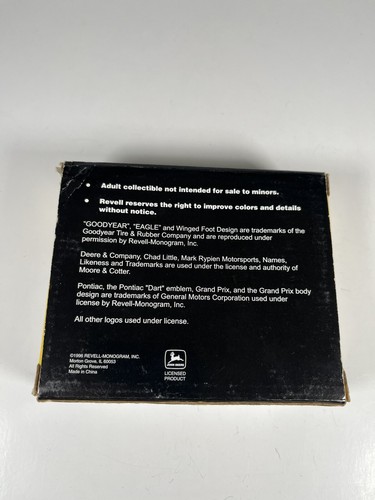 • Adult collectible not intended for sale to minors.
• Revell reserves the right to improve colors and details
without notice.
"GOODYEAR", "EAGLE" and Winged Foot Design are trademarks of the
Goodyear Tire & Rubber Company and are reproduced under
permission by Revell-Monogram, Inc.
Deere & Company, Chad Little, Mark Rypien Motorsports, Names,
Likeness and Trademarks are used under the license and authority of
Moore & Cotter.
Pontiac, the Pontiac "Dart" emblem, Grand Prix, and the Grand Prix body
design are trademarks of General Motors Corporation used under
license by Revell-Monogram, Inc.
All other logos used under license.
©1998 REVELL-MONOGRAM, INC.
Morton Grove, IL 60053
All Rights Reserved
Made in China
JOHN DEERE
LICENSED
PRODUCT